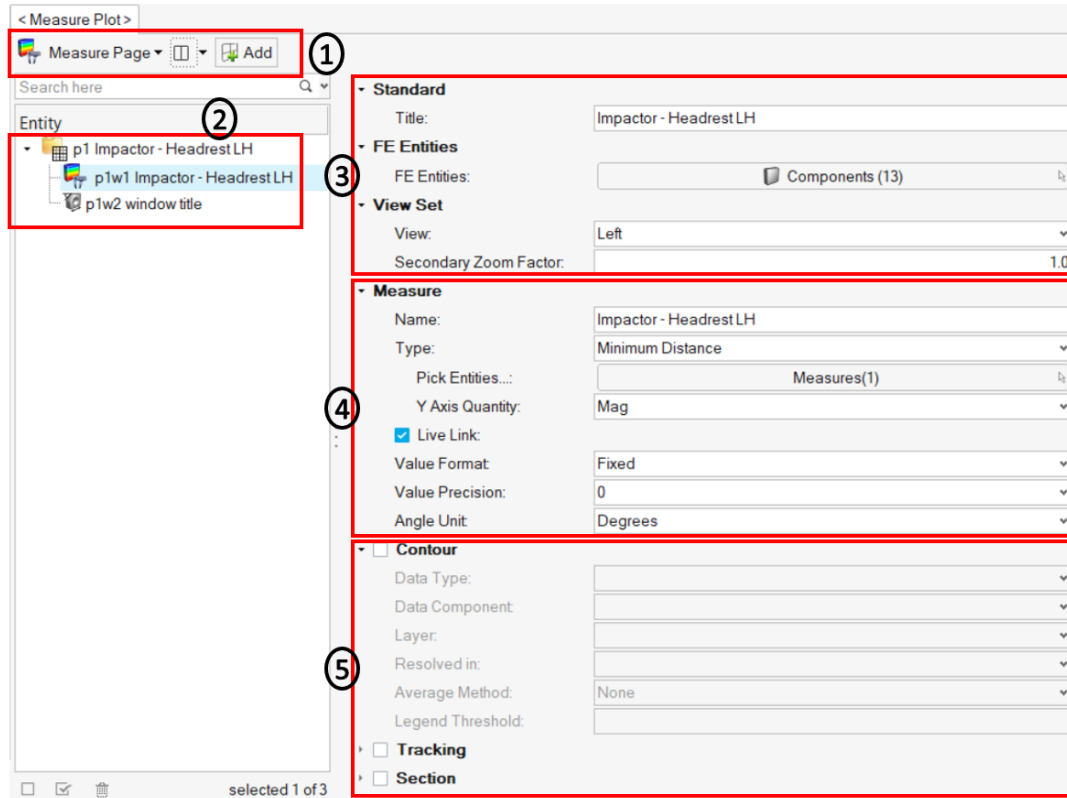 < Measure Plot>
Measure Page Add
1
Search here
Entity
2
p1 Impactor - Headrest LH
p1w1 Impactor - Headrest LH
p1w2 window title
selected 1 of 3
3
Standard
Title: Impactor - Headrest LH
FE Entities
FE Entities: Components (13)
View Set
View: Left
Secondary Zoom Factor: 1.0
4
Measure
Name: Impactor - Headrest LH
Type: Minimum Distance
Pick Entities...: Measures(1)
Y Axis Quantity: Mag
Live Link:
Value Format: Fixed
Value Precision: 0
Angle Unit: Degrees
5
Contour
Data Type:
Data Component:
Layer:
Resolved in:
Average Method: None
Legend Threshold:
Tracking
Section